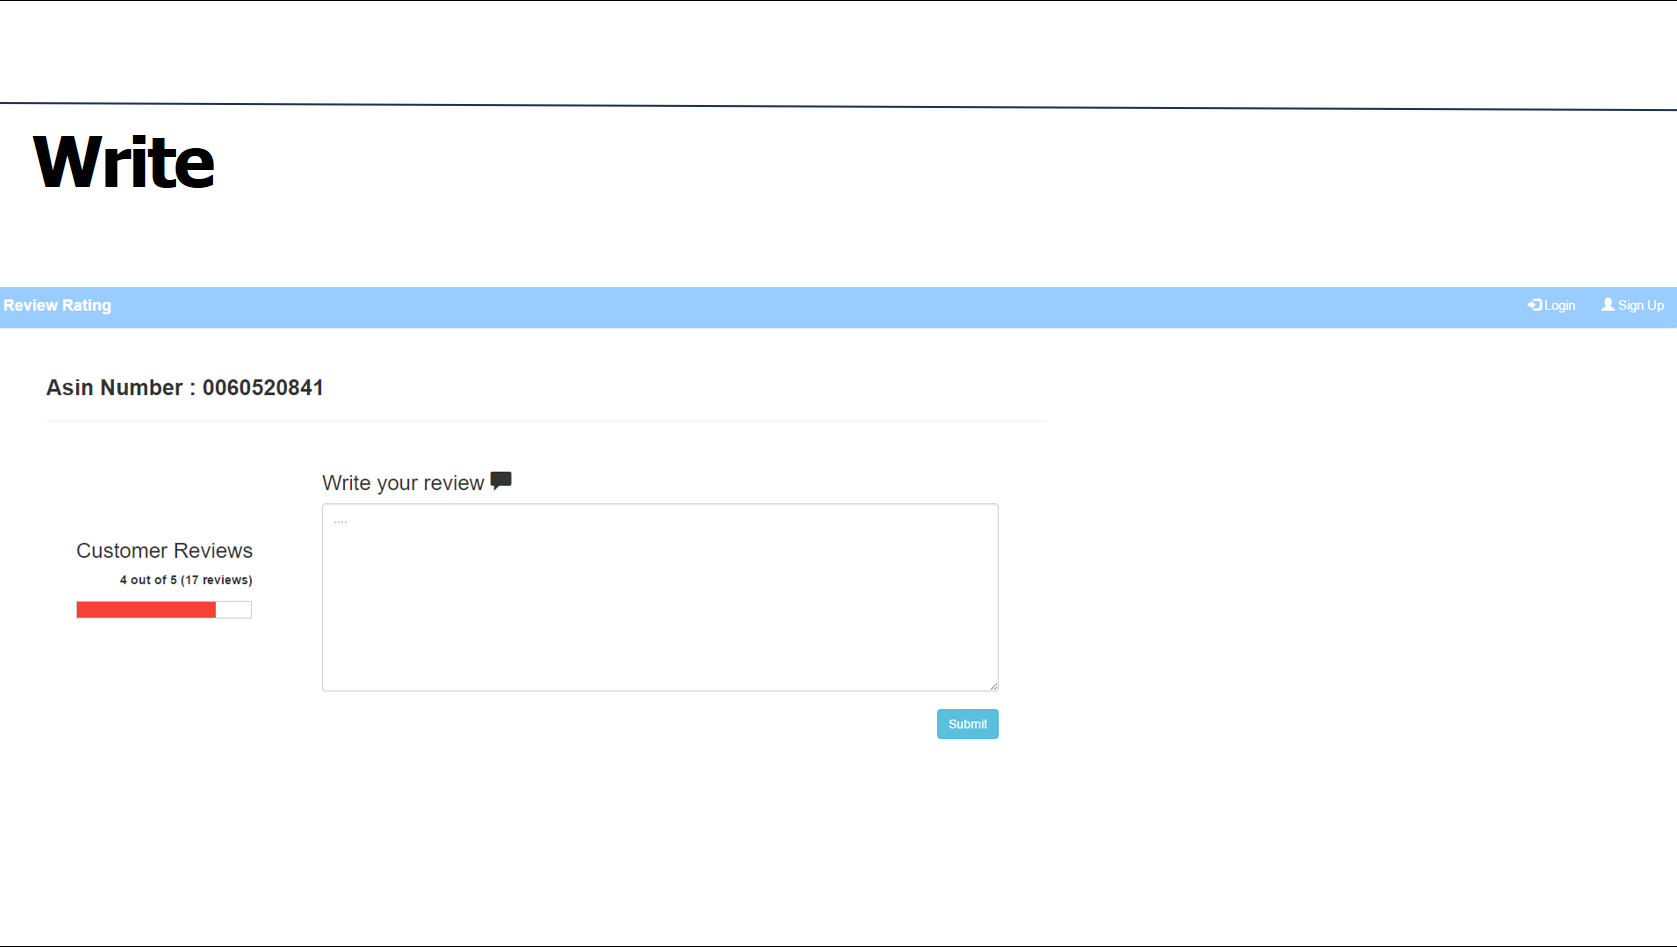 Write
Review Rating
Login
Sign Up
Asin Number : 0060520841
Write your review
....
Customer Reviews
4 out of 5 (17 reviews)
Submit